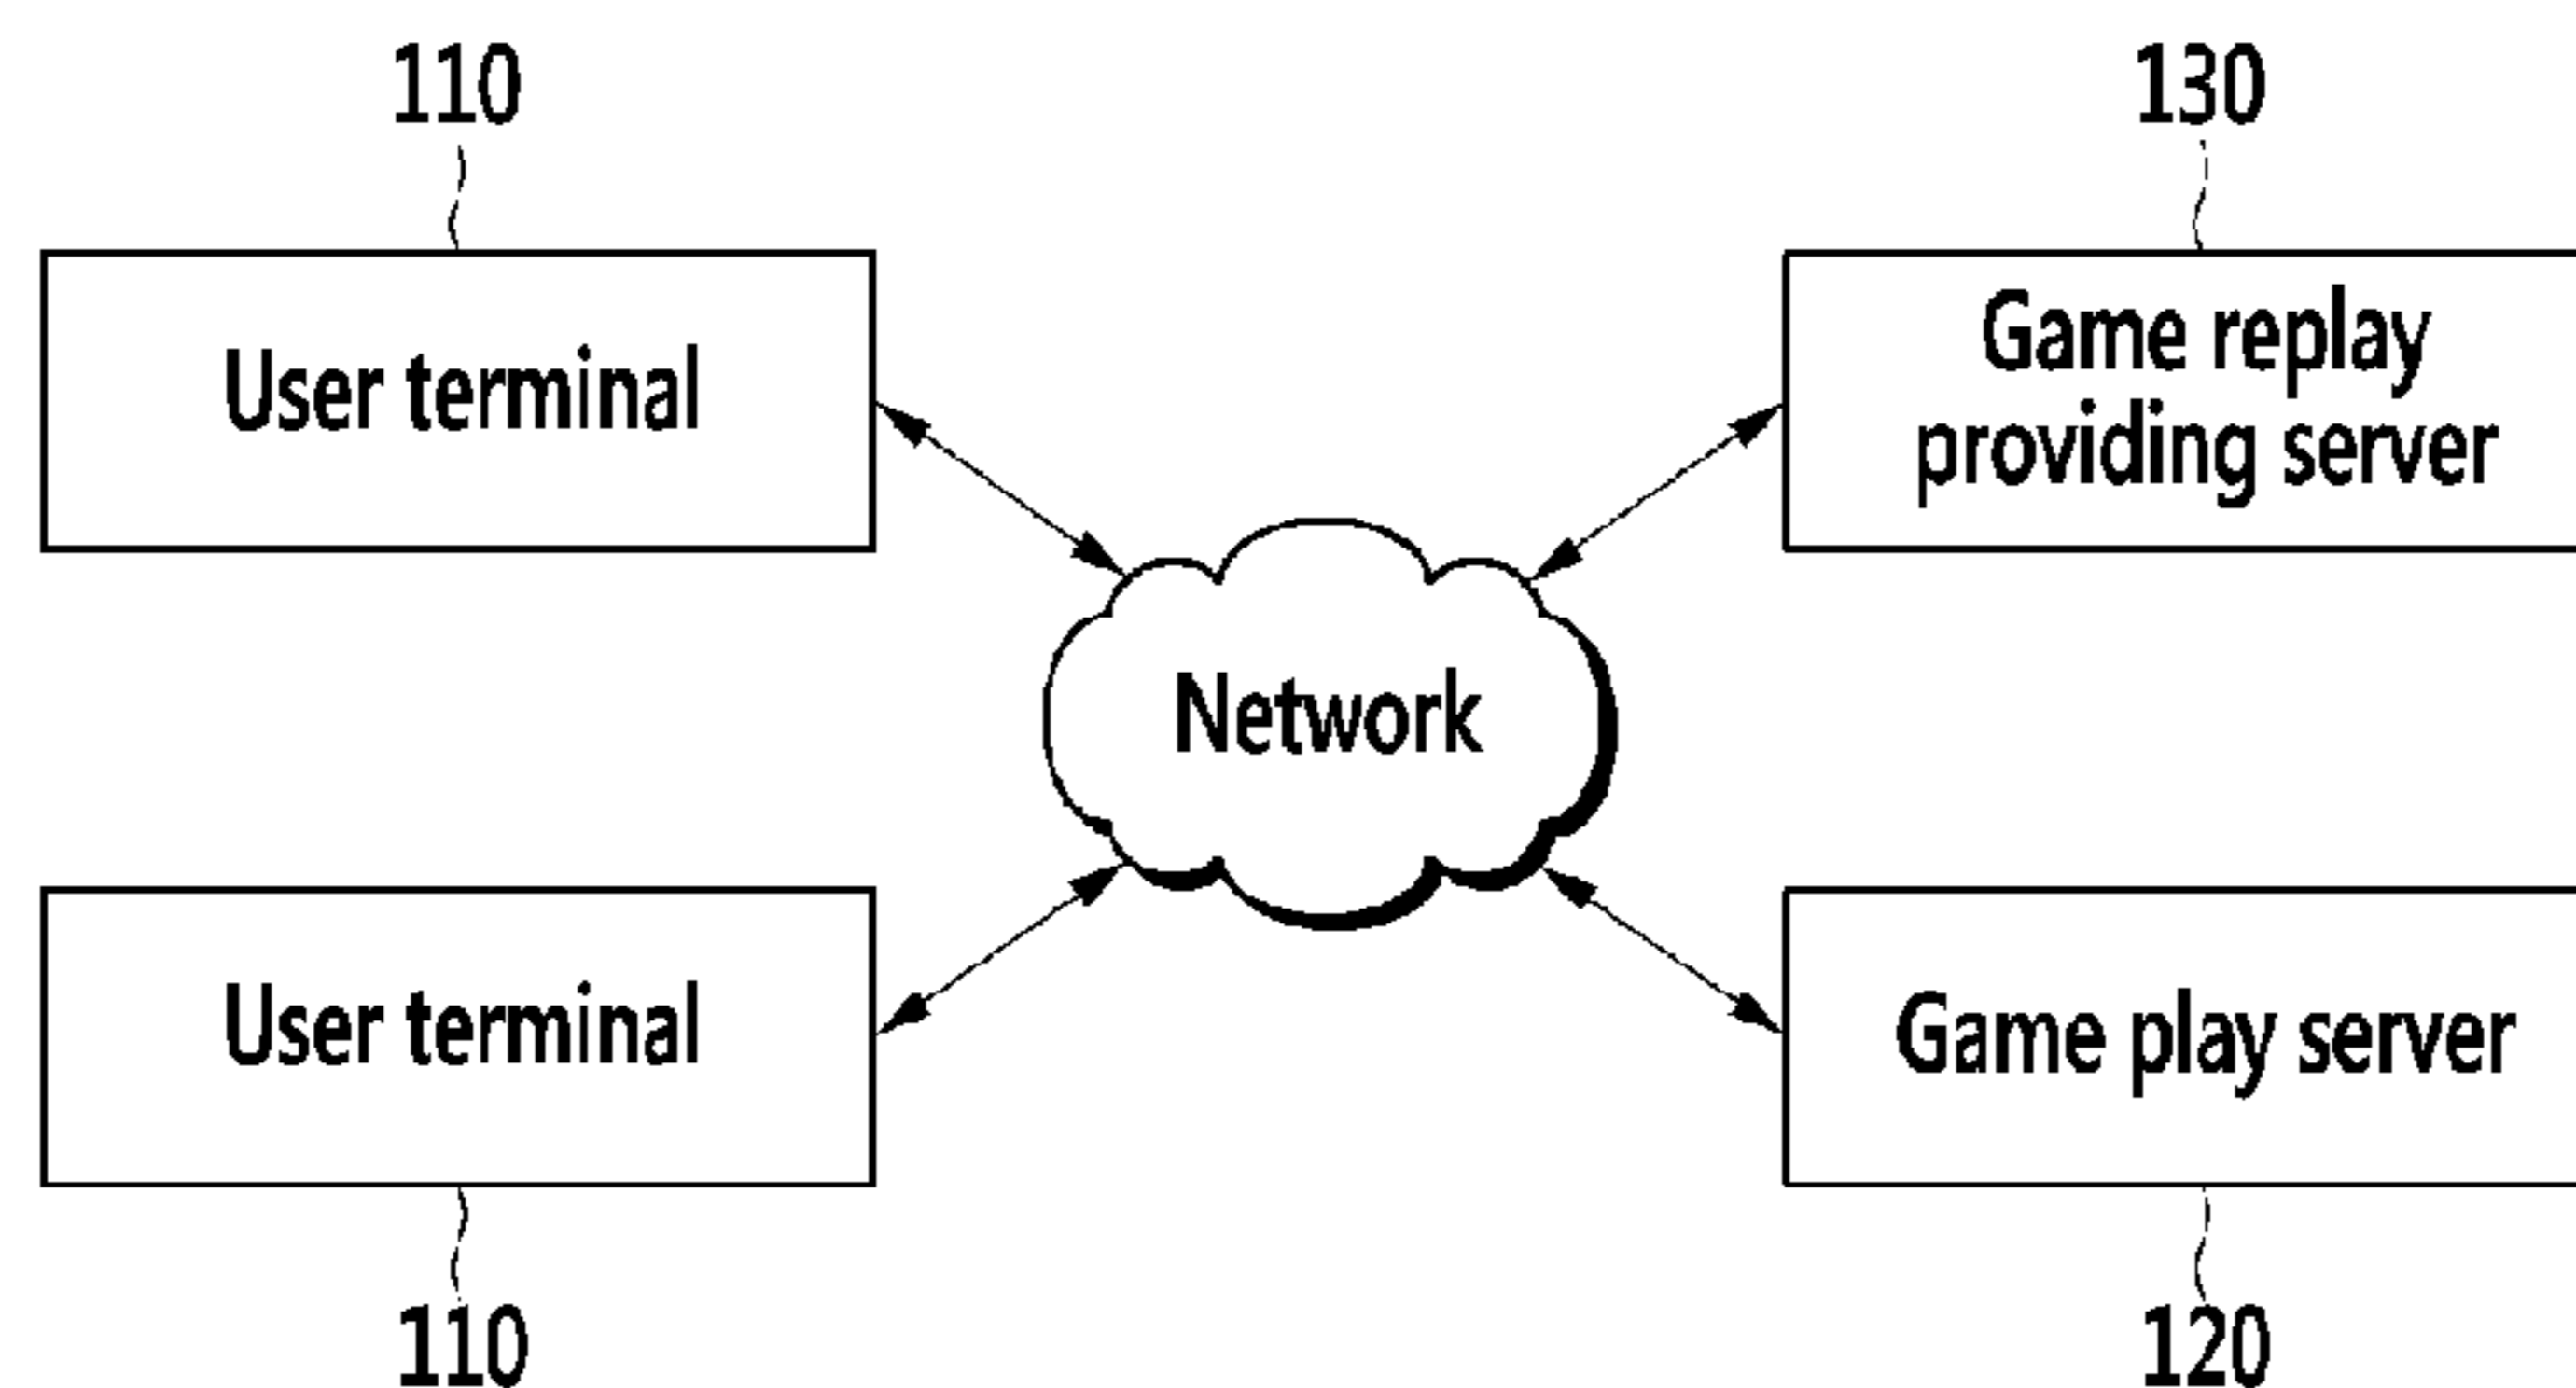 110
130
User terminal
Game replay
providing server
Network
User terminal
Game play server
110
120